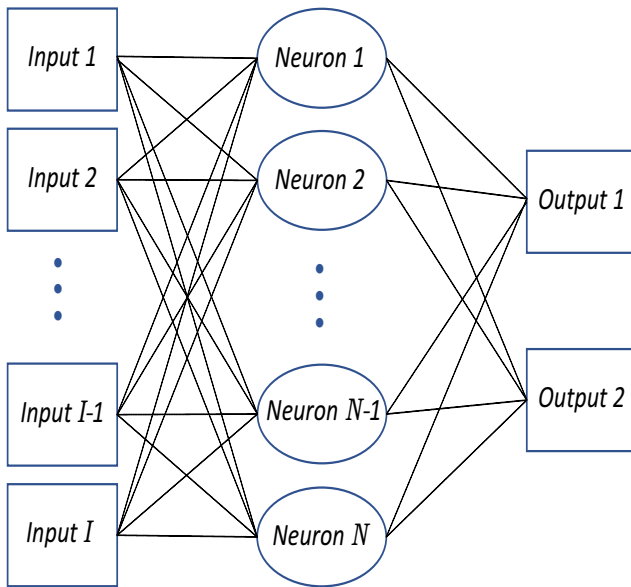 Input 1
Neuron 1
Input 2
Neuron 2
Output 1
Output 2
Input I-1
Neuron N-1
Input I
Neuron N